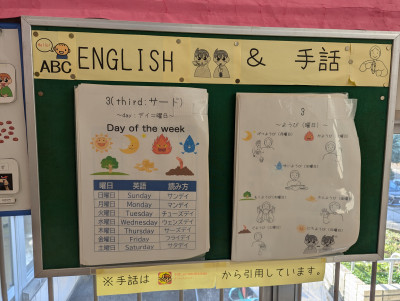 ABC ENGLISH & 手話
3(third:サード)
～day:デイ=曜日～
Day of the week
曜日 英語 読み方
日曜日 Sunday サンデイ
月曜日 Monday マンデイ
火曜日 Tuesday チューズデイ
水曜日 Wednesday ウェンズデイ
木曜日 Thursday サーズデイ
金曜日 Friday フライデイ
土曜日 Saturday サタデイ
3
～ようび(曜日)～
※手話は
から引用しています。